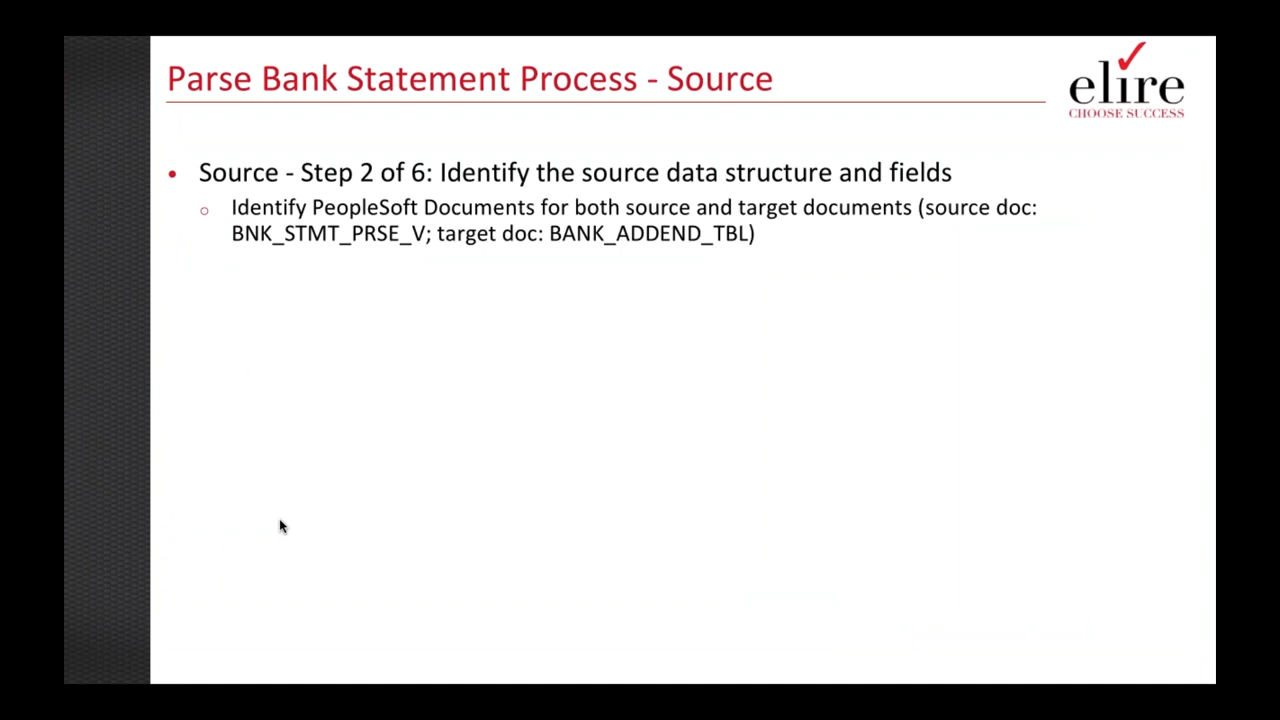 Parse Bank Statement Process - Source
elire
CHOOSE SUCCESS
• Source - Step 2 of 6: Identify the source data structure and fields
○ Identify PeopleSoft Documents for both source and target documents (source doc:
BNK_STMT_PRSE_V; target doc: BANK_ADDEND_TBL)